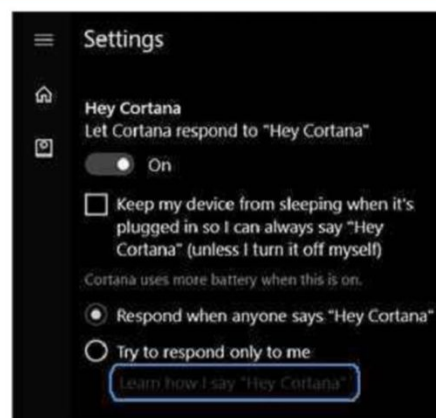 Settings
Hey Cortana
Let Cortana respond to "Hey Cortana"
On
Keep my device from sleeping when it's
plugged in so I can always say "Hey
Cortana" (unless I turn it off myself)
Cortana uses more battery when this is on.
Respond when anyone says "Hey Cortana"
Try to respond only to me
Learn how I say "Hey Cortana"